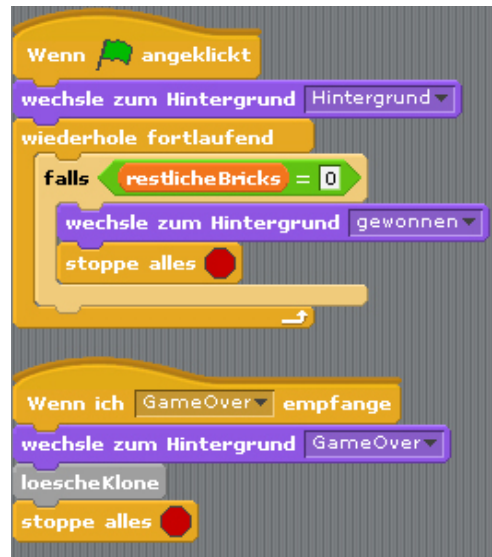 Wenn angeklickt
wechsle zum Hintergrund Hintergrund
wiederhole fortlaufend
falls restlicheBricks = 0
wechsle zum Hintergrund gewonnen
stoppe alles
Wenn ich GameOver empfange
wechsle zum Hintergrund GameOver
loescheKlone
stoppe alles